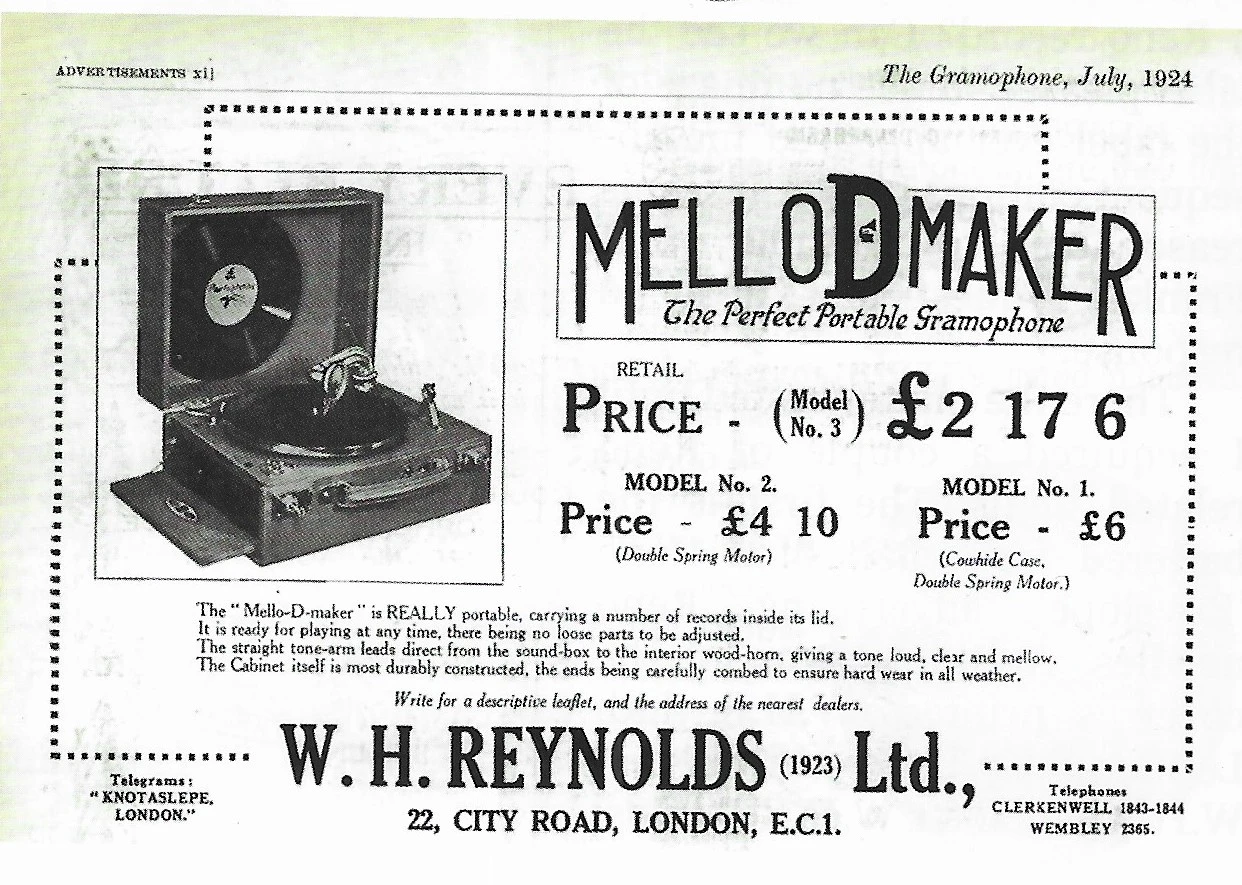 ADVERTISEMENTS xij
The Gramophone, July, 1924
MELLODMAKER
The Perfect Portable Gramophone
RETAIL
PRICE - (Model No. 3) £2 17 6
MODEL No. 2.
Price - £4 10
(Double Spring Motor)
MODEL No. 1.
Price - £6
(Cowhide Case,
Double Spring Motor.)
The "Mello-D-maker" is REALLY portable, carrying a number of records inside its lid.
It is ready for playing at any time, there being no loose parts to be adjusted.
The straight tone-arm leads direct from the sound-box to the interior wood-horn, giving a tone loud, clear and mellow.
The Cabinet itself is most durably constructed, the ends being carefully combed to ensure hard wear in all weather.
Write for a descriptive leaflet, and the address of the nearest dealers.
W. H. REYNOLDS (1923) Ltd.,
22, CITY ROAD, LONDON, E.C.1.
Telegrams:
"KNOTASLEPE,
LONDON."
Telephones
CLERKENWELL 1843-1844
WEMBLEY 2365.